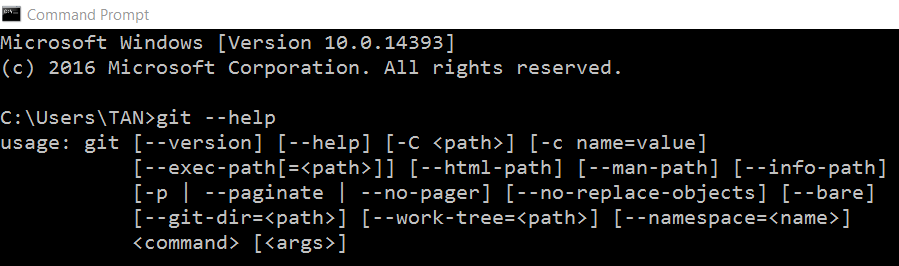 Command Prompt
Microsoft Windows [Version 10.0.14393]
(c) 2016 Microsoft Corporation. All rights reserved.
C:\Users\TAN>git --help
usage: git [--version] [--help] [-C <path>] [-c name=value]
[--exec-path[=<path>]] [--html-path] [--man-path] [--info-path]
[-p | --paginate | --no-pager] [--no-replace-objects] [--bare]
[--git-dir=<path>] [--work-tree=<path>] [--namespace=<name>]
<command> [<args>]